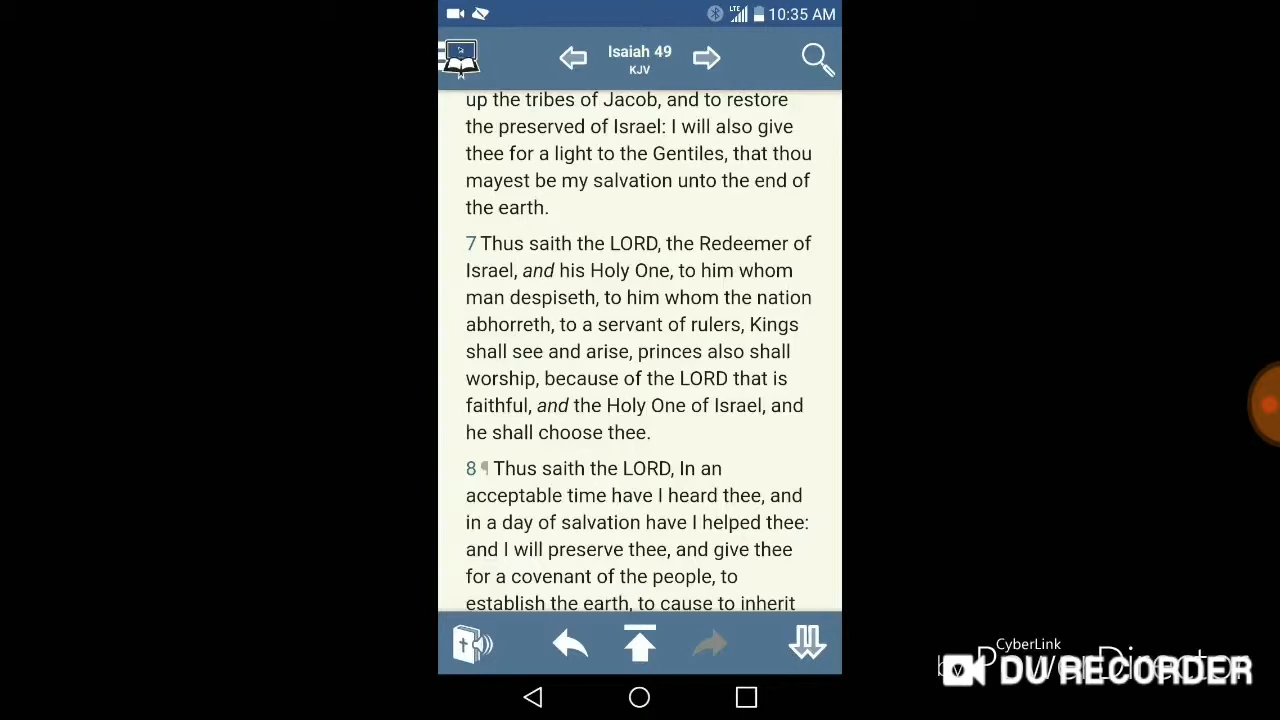 LTE 10:35 AM
Isaiah 49
KJV
up the tribes of Jacob, and to restore
the preserved of Israel: I will also give
thee for a light to the Gentiles, that thou
mayest be my salvation unto the end of
the earth.
7 Thus saith the LORD, the Redeemer of
Israel, and his Holy One, to him whom
man despiseth, to him whom the nation
abhorreth, to a servant of rulers, Kings
shall see and arise, princes also shall
worship, because of the LORD that is
faithful, and the Holy One of Israel, and
he shall choose thee.
8 ¶ Thus saith the LORD, In an
acceptable time have I heard thee, and
in a day of salvation have I helped thee:
and I will preserve thee, and give thee
for a covenant of the people, to
establish the earth, to cause to inherit
CyberLink
by PowerDirector
DU RECORDER